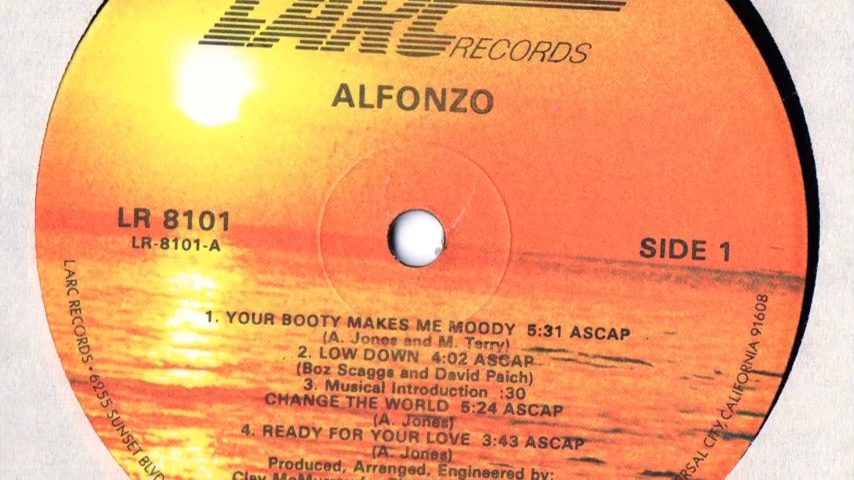 LARC RECORDS
ALFONZO
LR 8101
LR-8101-A
SIDE 1
1. YOUR BOOTY MAKES ME MOODY 5:31 ASCAP
(A. Jones and M. Terry)
2. LOW DOWN 4:02 ASCAP
(Boz Scaggs and David Paich)
3. Musical Introduction :30
CHANGE THE WORLD 5:24 ASCAP
(A. Jones)
4. READY FOR YOUR LOVE 3:43 ASCAP
(A. Jones)
Produced, Arranged, Engineered by:
LARC RECORDS • 6255 SUNSET BLVD
CITY, CALIFORNIA 91608